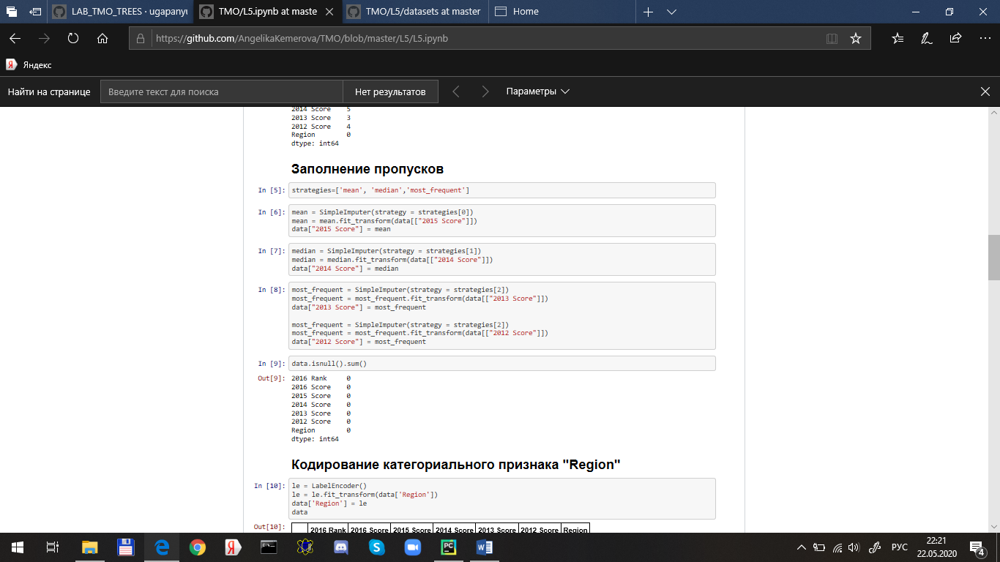 LAB_TMO_TREES · ugapanyu
TMO/L5.ipynb at maste
TMO/L5/datasets at master
Home
https://github.com/AngelikaKemerova/TMO/blob/master/L5/L5.ipynb
Я Яндекс
Найти на странице
Введите текст для поиска
Нет результатов
Параметры
2014 Score 5
2013 Score 3
2012 Score 4
Region 0
dtype: int64
Заполнение пропусков
In [5]: strategies=['mean', 'median','most_frequent']
In [6]: mean = SimpleImputer(strategy = strategies[0])
mean = mean.fit_transform(data[["2015 Score"]])
data["2015 Score"] = mean
In [7]: median = SimpleImputer(strategy = strategies[1])
median = median.fit_transform(data[["2014 Score"]])
data["2014 Score"] = median
In [8]: most_frequent = SimpleImputer(strategy = strategies[2])
most_frequent = most_frequent.fit_transform(data[["2013 Score"]])
data["2013 Score"] = most_frequent
most_frequent = SimpleImputer(strategy = strategies[2])
most_frequent = most_frequent.fit_transform(data[["2012 Score"]])
data["2012 Score"] = most_frequent
In [9]: data.isnull().sum()
Out[9]: 2016 Rank 0
2016 Score 0
2015 Score 0
2014 Score 0
2013 Score 0
2012 Score 0
Region 0
dtype: int64
Кодирование категориального признака "Region"
In [10]: le = LabelEncoder()
le = le.fit_transform(data['Region'])
data['Region'] = le
data
Out[10]: 2016 Rank 2016 Score 2015 Score 2014 Score 2013 Score 2012 Score Region
РУС
22:21
22.05.2020
4